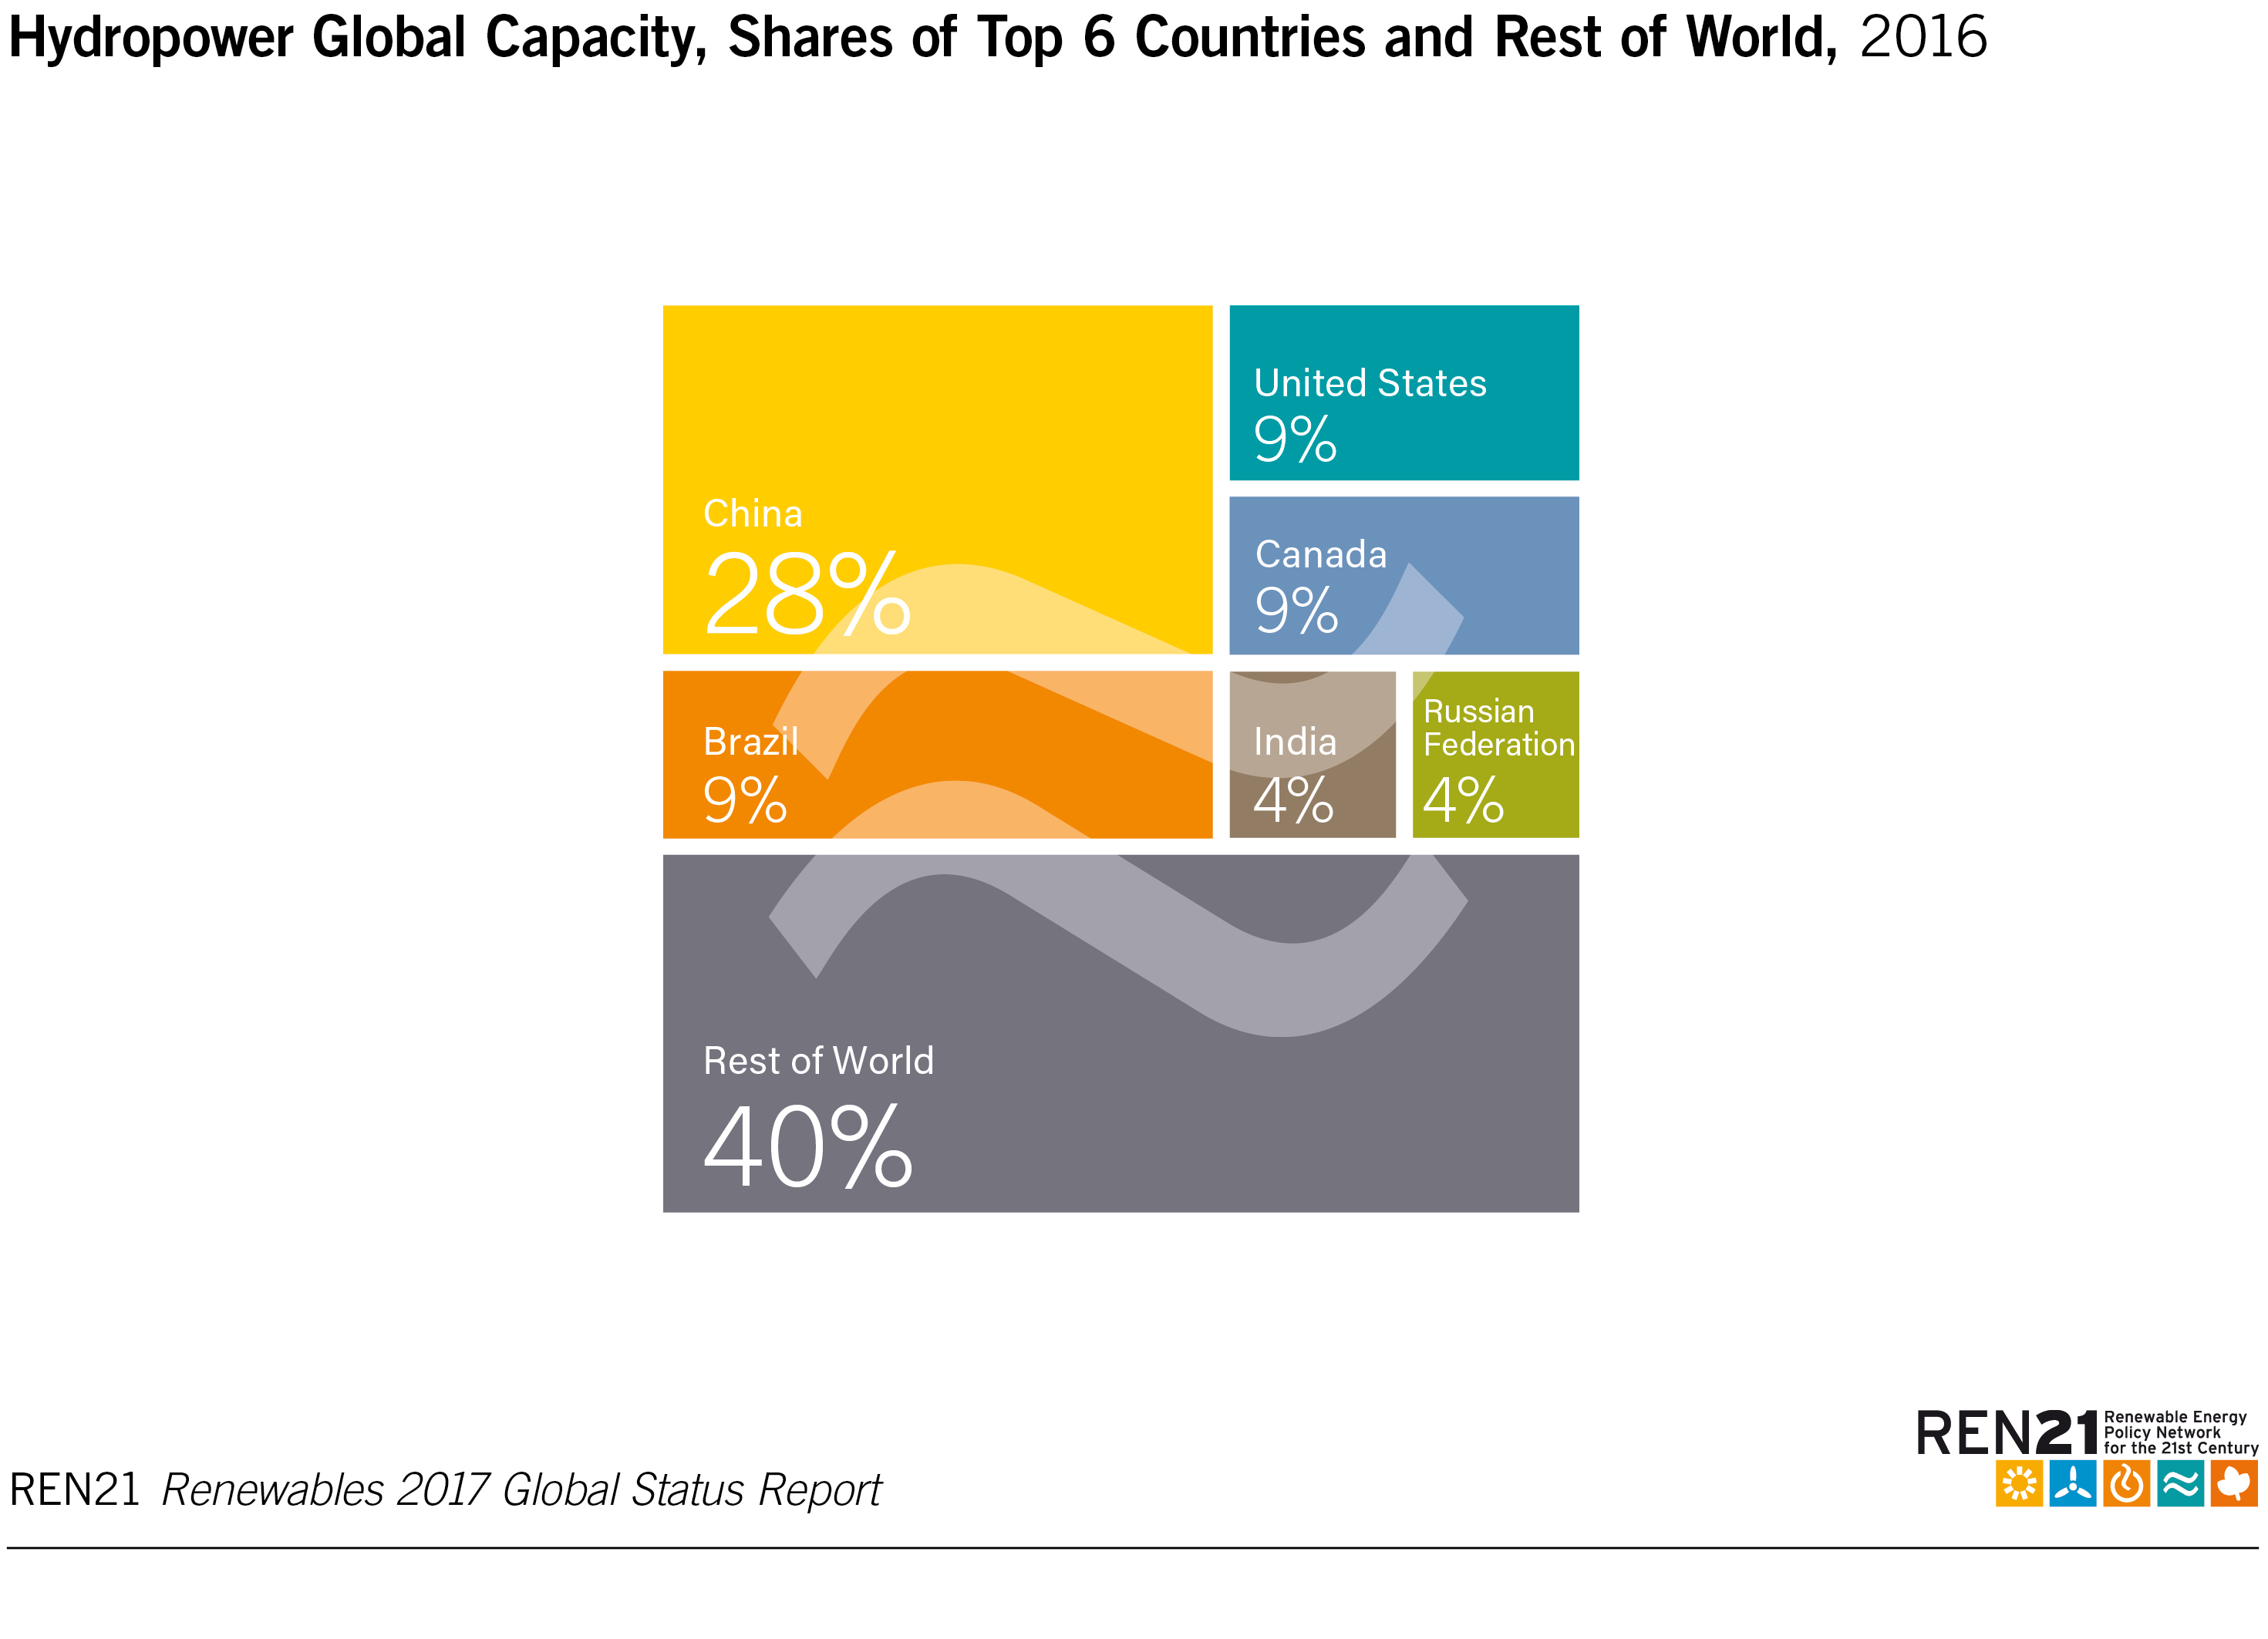 Hydropower Global Capacity, Shares of Top 6 Countries and Rest of World, 2016
China
28%
United States
9%
Canada
9%
Brazil
9%
India
4%
Russian
Federation
4%
Rest of World
40%
REN21 Renewables 2017 Global Status Report
REN21
Renewable Energy
Policy Network
for the 21st Century